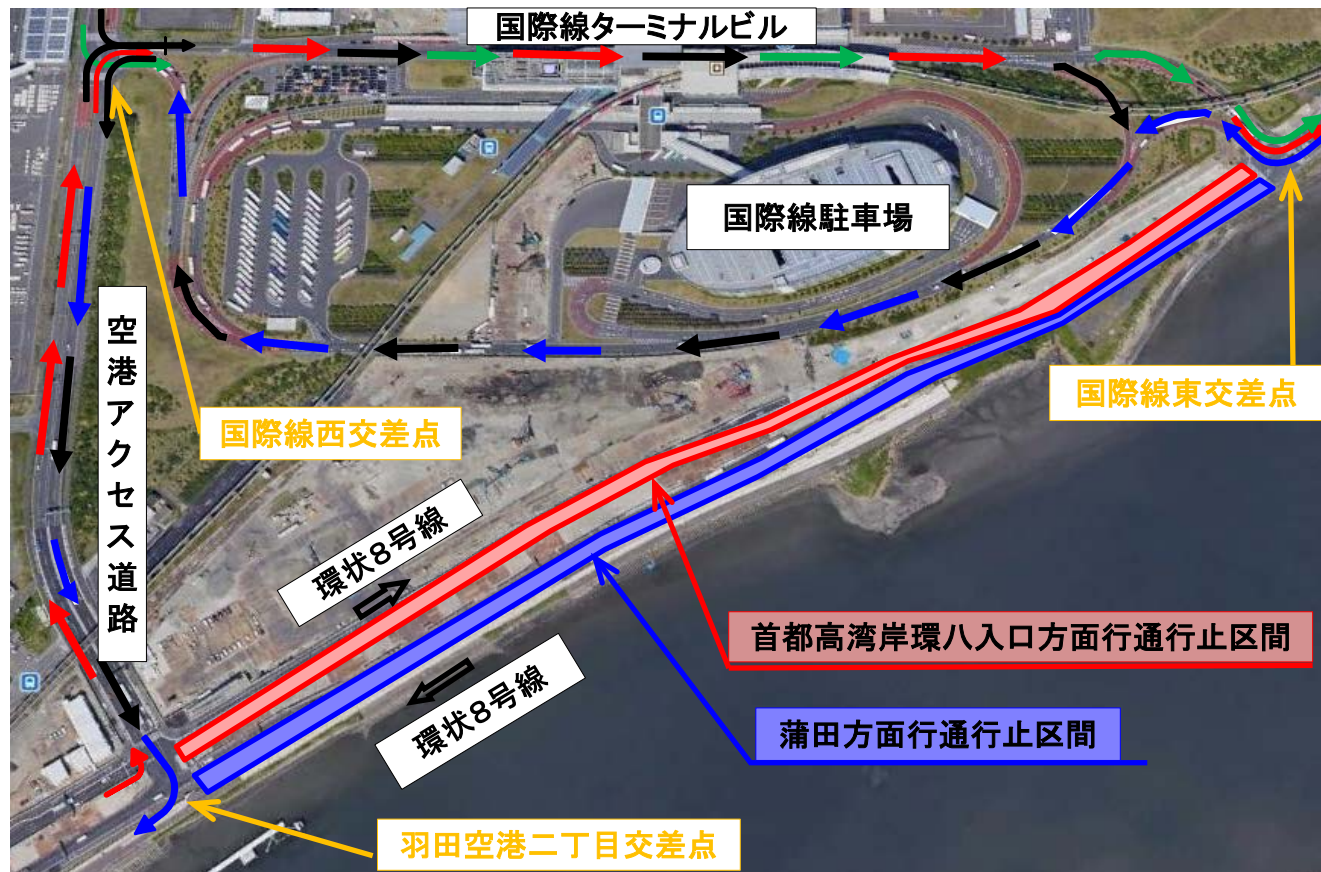 国際線ターミナルビル
国際線駐車場
空港アクセス道路
国際線西交差点
国際線東交差点
環状８号線
環状８号線
首都高湾岸環八入口方面行通行止区間
蒲田方面行通行止区間
羽田空港二丁目交差点